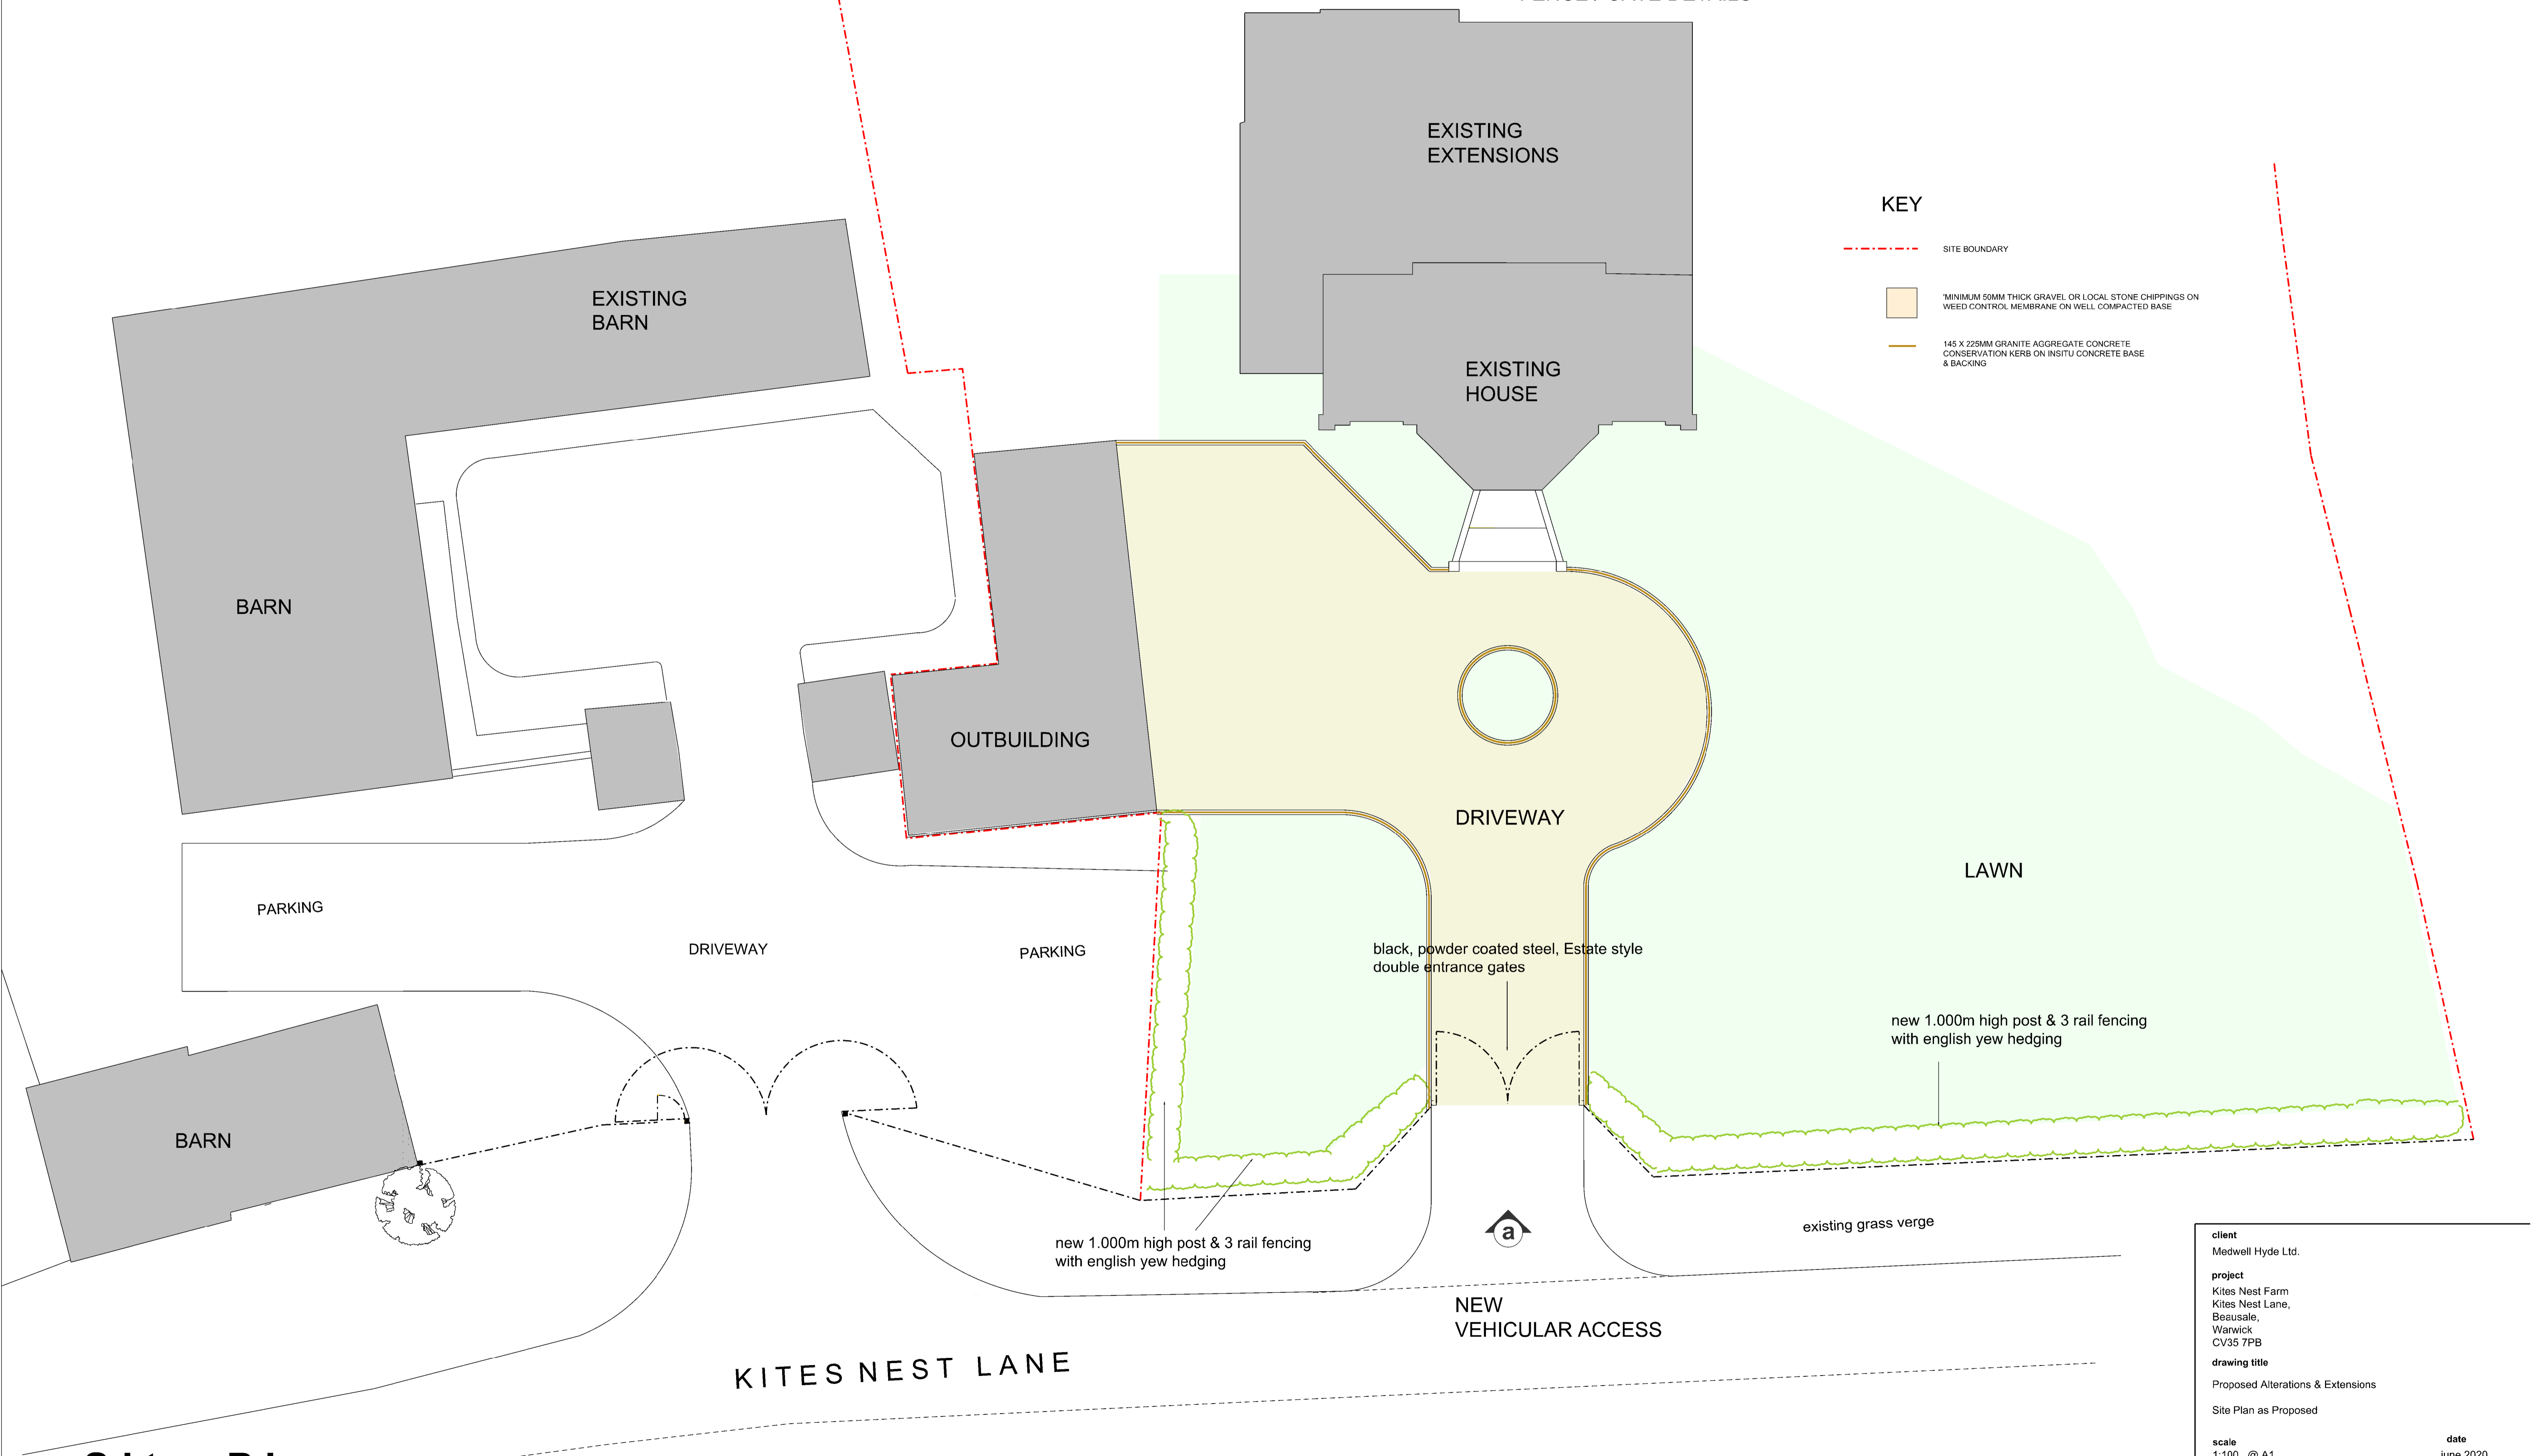 EXISTING
EXTENSIONS
KEY
SITE BOUNDARY
'MINIMUM 50MM THICK GRAVEL OR LOCAL STONE CHIPPINGS ON
WEED CONTROL MEMBRANE ON WELL COMPACTED BASE
145 X 225MM GRANITE AGGREGATE CONCRETE
CONSERVATION KERB ON INSITU CONCRETE BASE
& BACKING
EXISTING
BARN
EXISTING
HOUSE
BARN
OUTBUILDING
DRIVEWAY
LAWN
PARKING
DRIVEWAY
PARKING
black, powder coated steel, Estate style
double entrance gates
new 1.000m high post & 3 rail fencing
with english yew hedging
BARN
a
existing grass verge
new 1.000m high post & 3 rail fencing
with english yew hedging
NEW
VEHICULAR ACCESS
KITES NEST LANE
client
Medwell Hyde Ltd.
project
Kites Nest Farm
Kites Nest Lane,
Beausale,
Warwick
CV35 7PB
drawing title
Proposed Alterations & Extensions
Site Plan as Proposed
scale
date
1:100 @ A1
june 2020